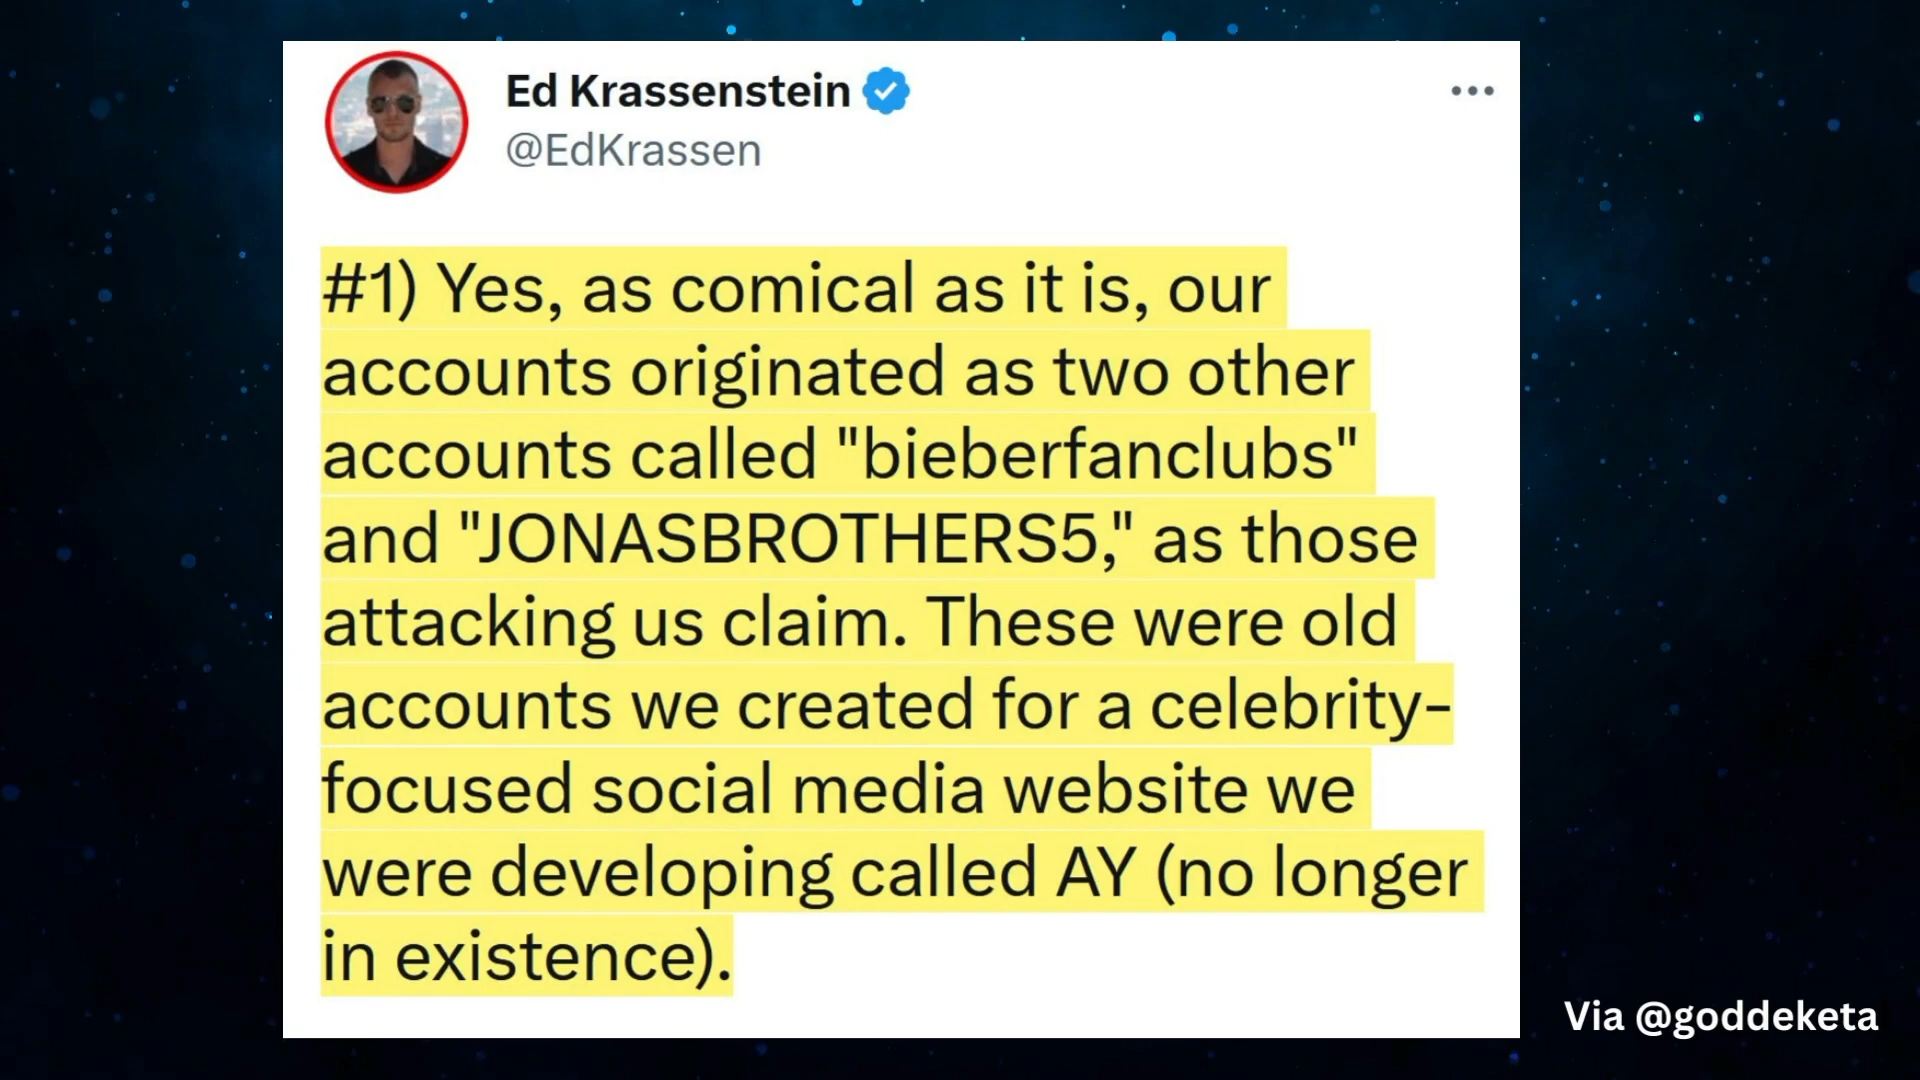 Ed Krassenstein
@EdKrassen
#1) Yes, as comical as it is, our
accounts originated as two other
accounts called "bieberfanclubs"
and "JONASBROTHERS5," as those
attacking us claim. These were old
accounts we created for a celebrity-
focused social media website we
were developing called AY (no longer
in existence).
Via @goddeketa